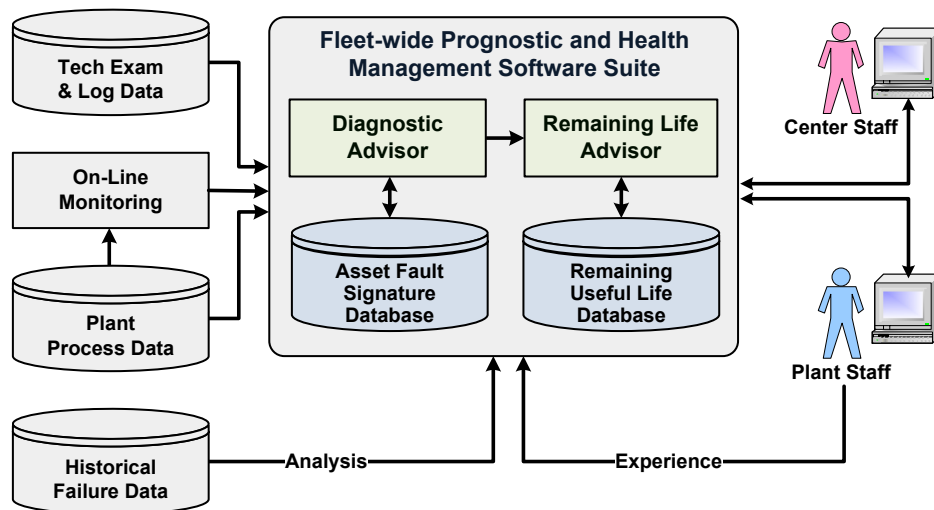 Tech Exam
& Log Data
On-Line
Monitoring
Plant
Process Data
Historical
Failure Data
Fleet-wide Prognostic and Health
Management Software Suite
Diagnostic
Advisor
Remaining Life
Advisor
Asset Fault
Signature
Database
Remaining
Useful Life
Database
Center Staff
Plant Staff
Analysis
Experience